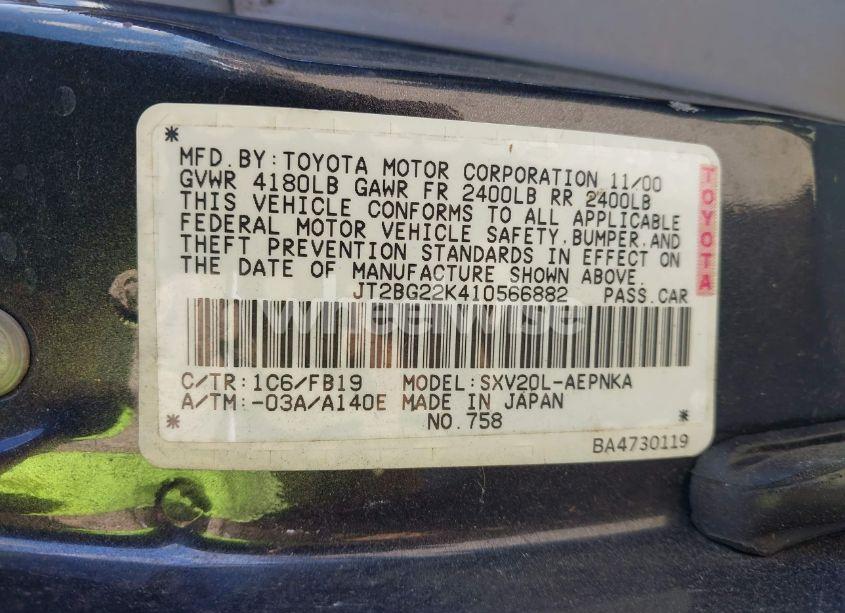 MFD. BY: TOYOTA MOTOR CORPORATION 11/00
GVWR 4180LB GAWR FR 2400LB RR 2400LB
THIS VEHICLE CONFORMS TO ALL APPLICABLE
FEDERAL MOTOR VEHICLE SAFETY, BUMPER, AND
THEFT PREVENTION STANDARDS IN EFFECT ON
THE DATE OF MANUFACTURE SHOWN ABOVE.
TOYOTA
JT2BG22K410566882 PASS. CAR
wheelwise
C/TR: 1C6/FB19 MODEL: SXV20L-AEPNKA
A/TM: -03A/A140E MADE IN JAPAN
NO. 758
BA4730119